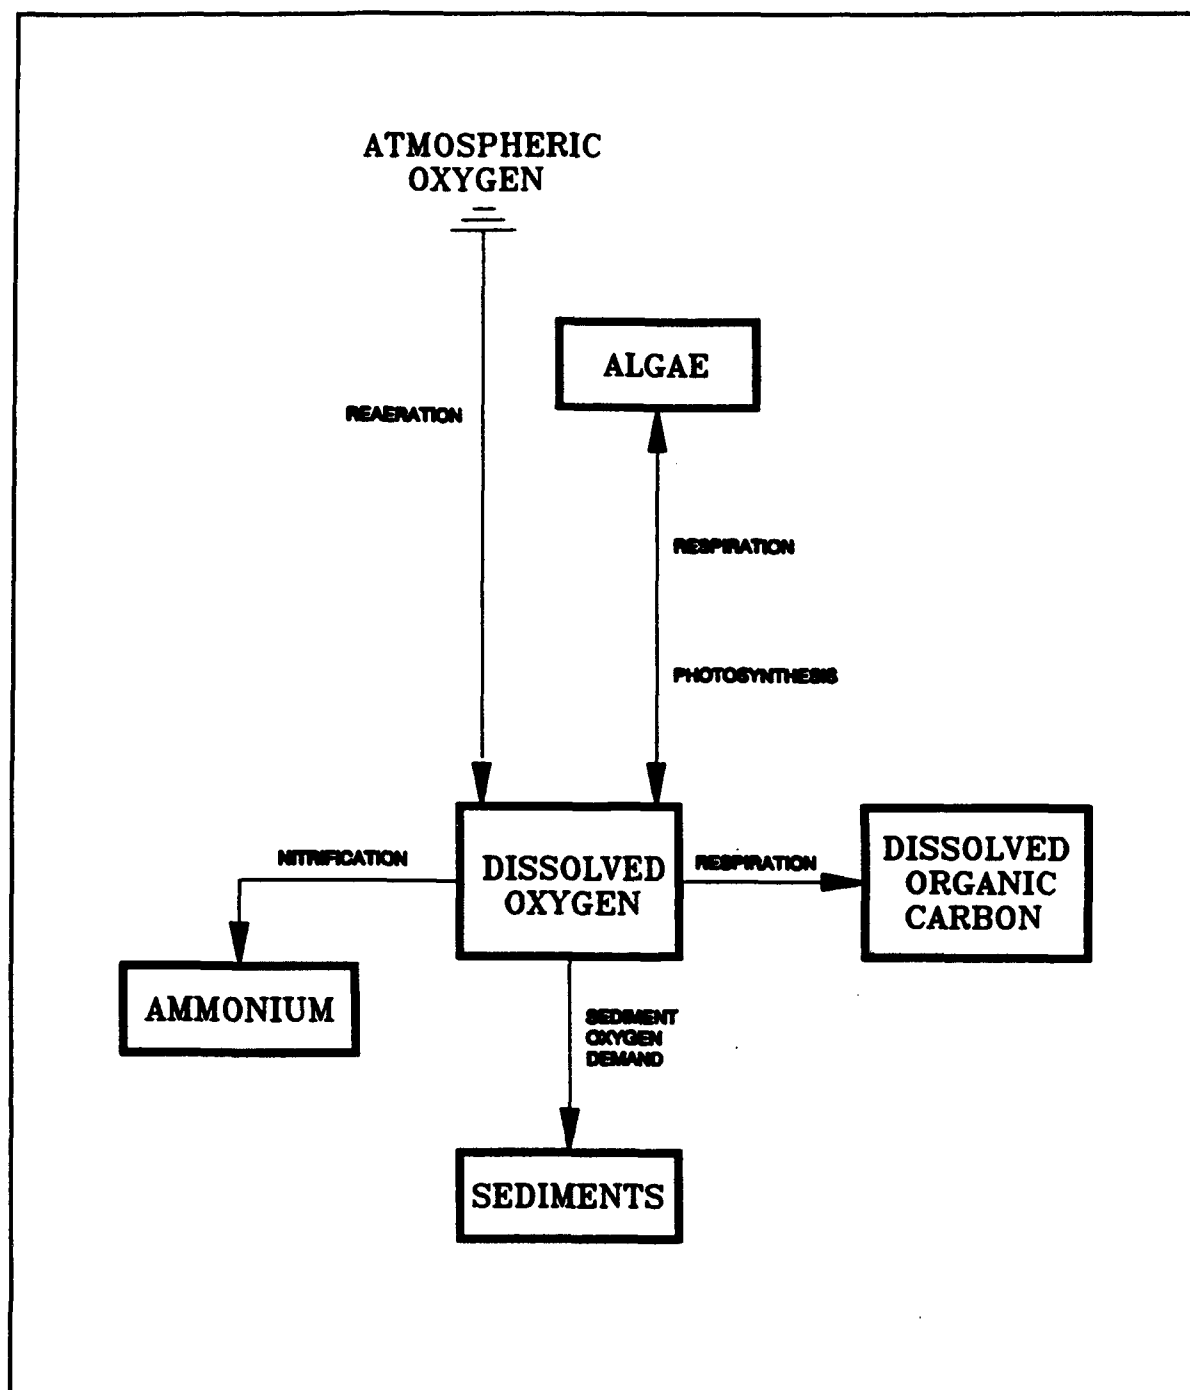 ATMOSPHERIC
OXYGEN
ALGAE
REAERATION
RESPIRATION
PHOTOSYNTHESIS
NITRIFICATION
DISSOLVED
OXYGEN
RESPIRATION
DISSOLVED
ORGANIC
CARBON
AMMONIUM
SEDIMENT
OXYGEN
DEMAND
SEDIMENTS